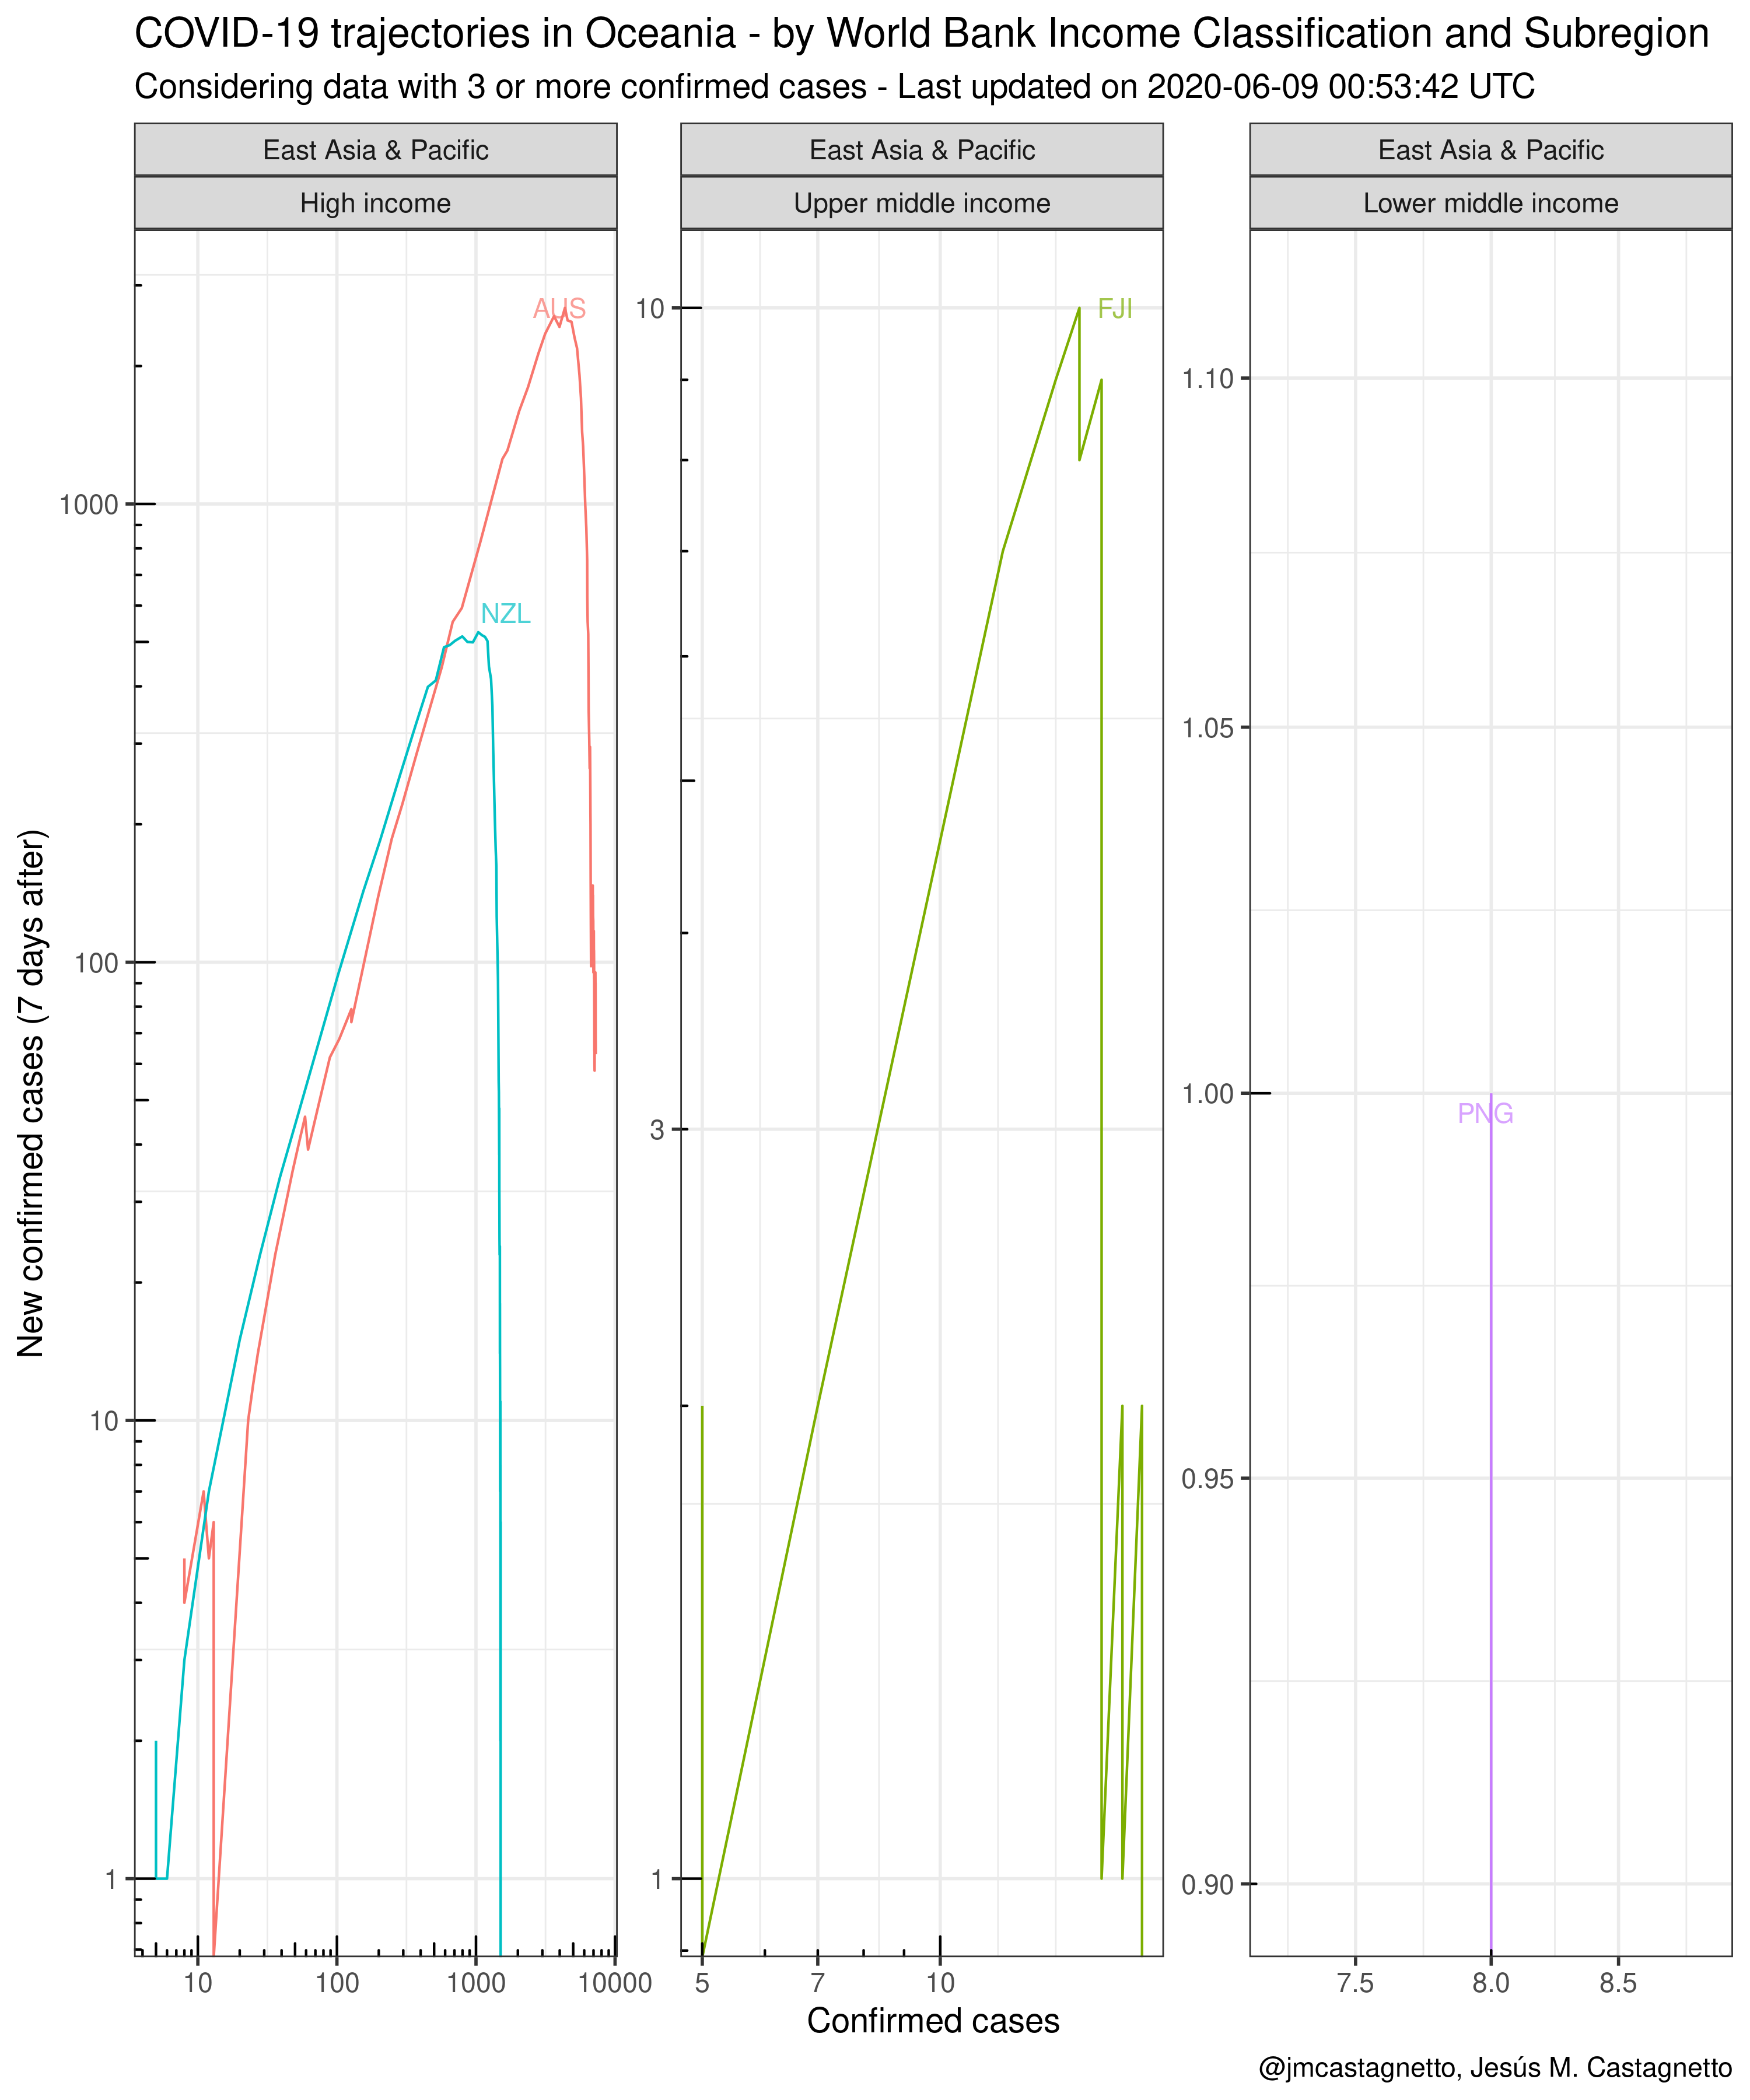 COVID-19 trajectories in Oceania - by World Bank Income Classification and Subregion
Considering data with 3 or more confirmed cases - Last updated on 2020-06-09 00:53:42 UTC
East Asia & Pacific
High income
East Asia & Pacific
Upper middle income
East Asia & Pacific
Lower middle income
New confirmed cases (7 days after)
1000
100
10
1
AUS
NZL
10
100
1000
10000
10
3
1
FJI
5
7
10
1.10
1.05
1.00
0.95
0.90
PNG
7.5
8.0
8.5
Confirmed cases
@jmcastagnetto, Jesús M. Castagnetto